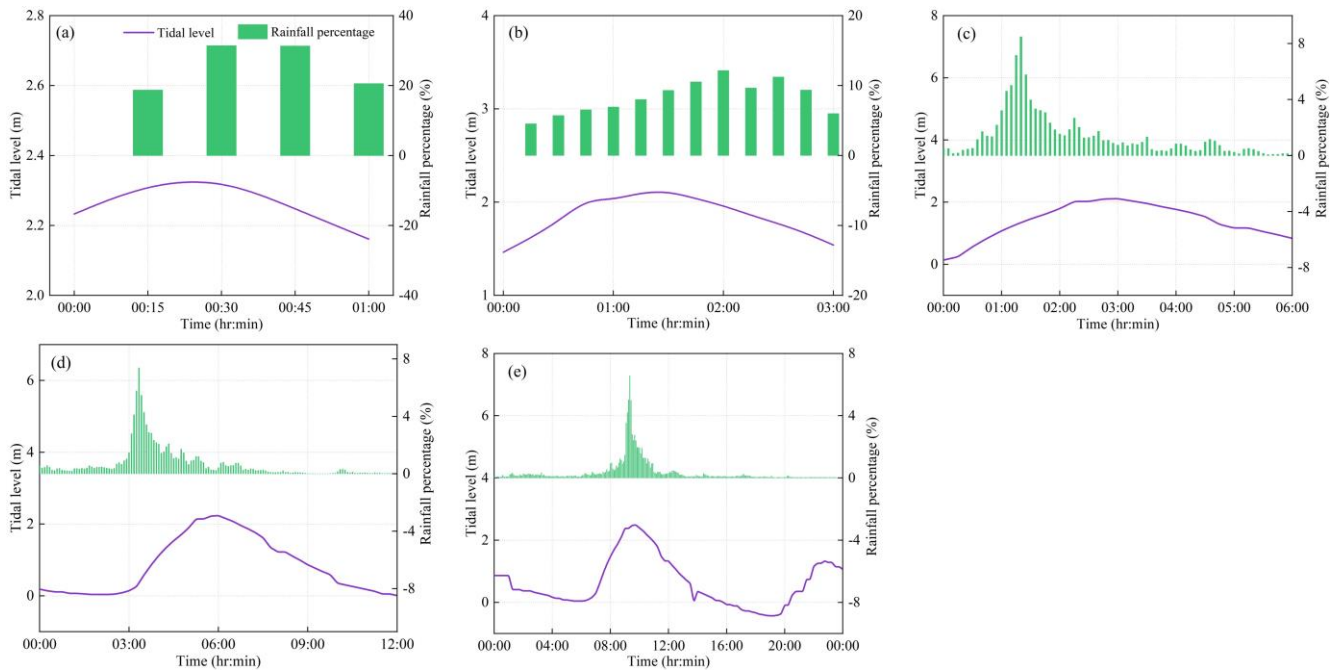 (a)
Tidal level
Rainfall percentage
2.8
2.6
2.4
2.2
2.0
Tidal level (m)
40
20
0
-20
-40
Rainfall percentage (%)
00:00 00:15 00:30 00:45 01:00
Time (hr:min)
(b)
4
3
2
1
Tidal level (m)
20
10
0
-10
-20
Rainfall percentage (%)
00:00 01:00 02:00 03:00
Time (hr:min)
(c)
8
6
4
2
0
Tidal level (m)
8
4
0
-4
-8
Rainfall percentage (%)
00:00 01:00 02:00 03:00 04:00 05:00 06:00
Time (hr:min)
(d)
6
4
2
0
Tidal level (m)
8
4
0
-4
-8
Rainfall percentage (%)
00:00 03:00 06:00 09:00 12:00
Time (hr:min)
(e)
8
6
4
2
0
Tidal level (m)
8
4
0
-4
-8
Rainfall percentage (%)
00:00 04:00 08:00 12:00 16:00 20:00 00:00
Time (hr:min)